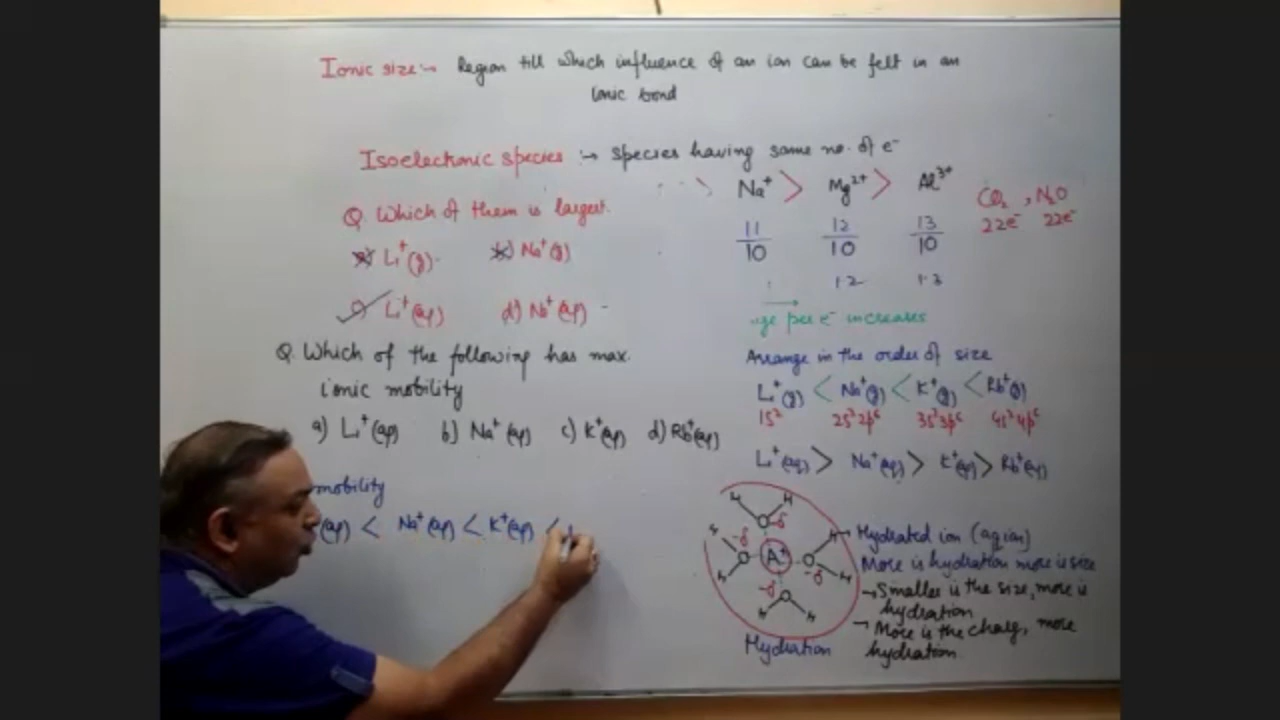 Ionic size :→ Region till which influence of an ion can be felt in an
ionic bond
Isoelectronic species :→ species having same no. of e⁻
Na⁺ > Mg²⁺ > Al³⁺
11/10 12/10 13/10
1.2 1.3
CO₂, N₂O
22e⁻ 22e⁻
per e⁻ increases
Q. Which of them is largest.
a) Li⁺(g) b) Na⁺(g)
c) Li⁺(aq) d) Na⁺(aq)
Q. Which of the following has max.
ionic mobility
a) Li⁺(aq) b) Na⁺(aq) c) K⁺(aq) d) Rb⁺(aq)
mobility
(aq) < Na⁺(aq) < K⁺(aq) <
Arrange in the order of size
Li⁺(g) < Na⁺(g) < K⁺(g) < Rb⁺(g)
1s² 2s²2p⁶ 3s²3p⁶ 4s²4p⁶
Li⁺(aq) > Na⁺(aq) > K⁺(aq) > Rb⁺(aq)
H H
O -δ
H -δ O A⁺ O -δ H
H H
-δ O
H H
Hydration
Hydrated ion (aq ion)
More is hydration more is size
→ Smaller is the size, more is
hydration
→ More is the charg, more
hydration.